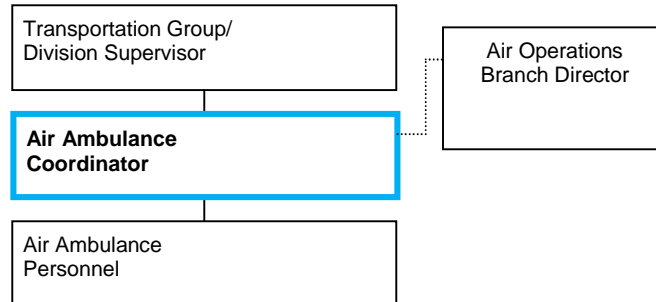 Transportation Group/
Division Supervisor
Air Operations
Branch Director
Air Ambulance
Coordinator
Air Ambulance
Personnel